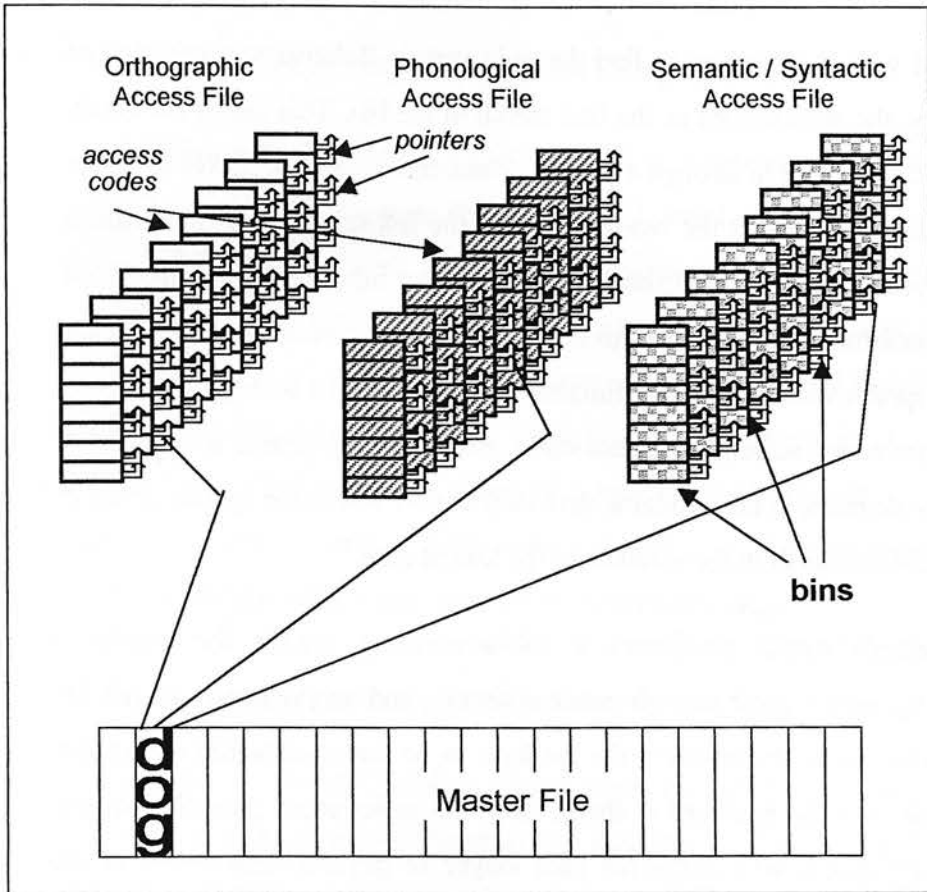 Orthographic
Access File
Phonological
Access File
Semantic / Syntactic
Access File
access
codes
pointers
bins
dog
Master File